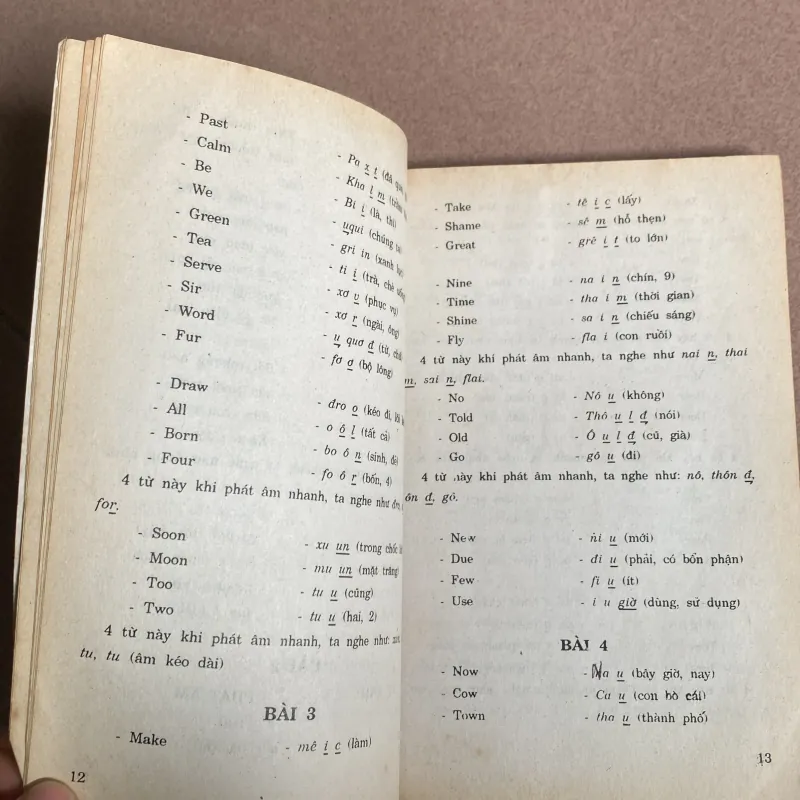 - Past - Pa x t (đá
- Calm - Kha l m
- Be - Bi i (là, thì
- We - uqui (chúng ta
- Green - gri in (xanh
- Tea - ti i (trà, chè
- Serve - xơ v (phục vụ)
- Sir - xơ r (ngài, ông)
- Word - u quơ đ (từ,
- Fur - fơ ơ (bộ lông)
- Draw - đro o (kéo đi,
- All - o ô l (tất cả)
- Born - bo ô n (sinh, đẻ)
- Four - fo ô r (bốn, 4)
4 từ này khi phát âm nhanh, ta nghe như
for.
- Soon - xu un (trong chốc
- Moon - mu un (mặt trăng)
- Too - tu u (cũng)
- Two - tu u (hai, 2)
4 từ này khi phát âm nhanh, ta nghe như:
tu, tu (âm kéo dài)
BÀI 3
- Make - mê i c (làm)
12
- Take - tê i c (lấy)
- Shame - sê m (hổ thẹn)
- Great - grê i t (to lớn)
- Nine - na i n (chín, 9)
- Time - tha i m (thời gian)
- Shine - sa i n (chiếu sáng)
- Fly - fla i (con ruồi)
4 từ này khi phát âm nhanh, ta nghe như nai n, thai
m, sai n, flai.
- No - Nô u (không)
- Told - Thô u l đ (nói)
- Old - Ô u l đ (cũ, già)
- Go - gô u (đi)
4 từ này khi phát âm nhanh, ta nghe như: nô, thôn đ,
ôn đ, gô.
- New - ni u (mới)
- Due - đi u (phải, có bổn phận)
- Few - fi u (ít)
- Use - i u giờ (dùng, sử dụng)
BÀI 4
- Now - Na u (bây giờ, nay)
- Cow - Ca u (con bò cái)
- Town - tha u (thành phố)
13